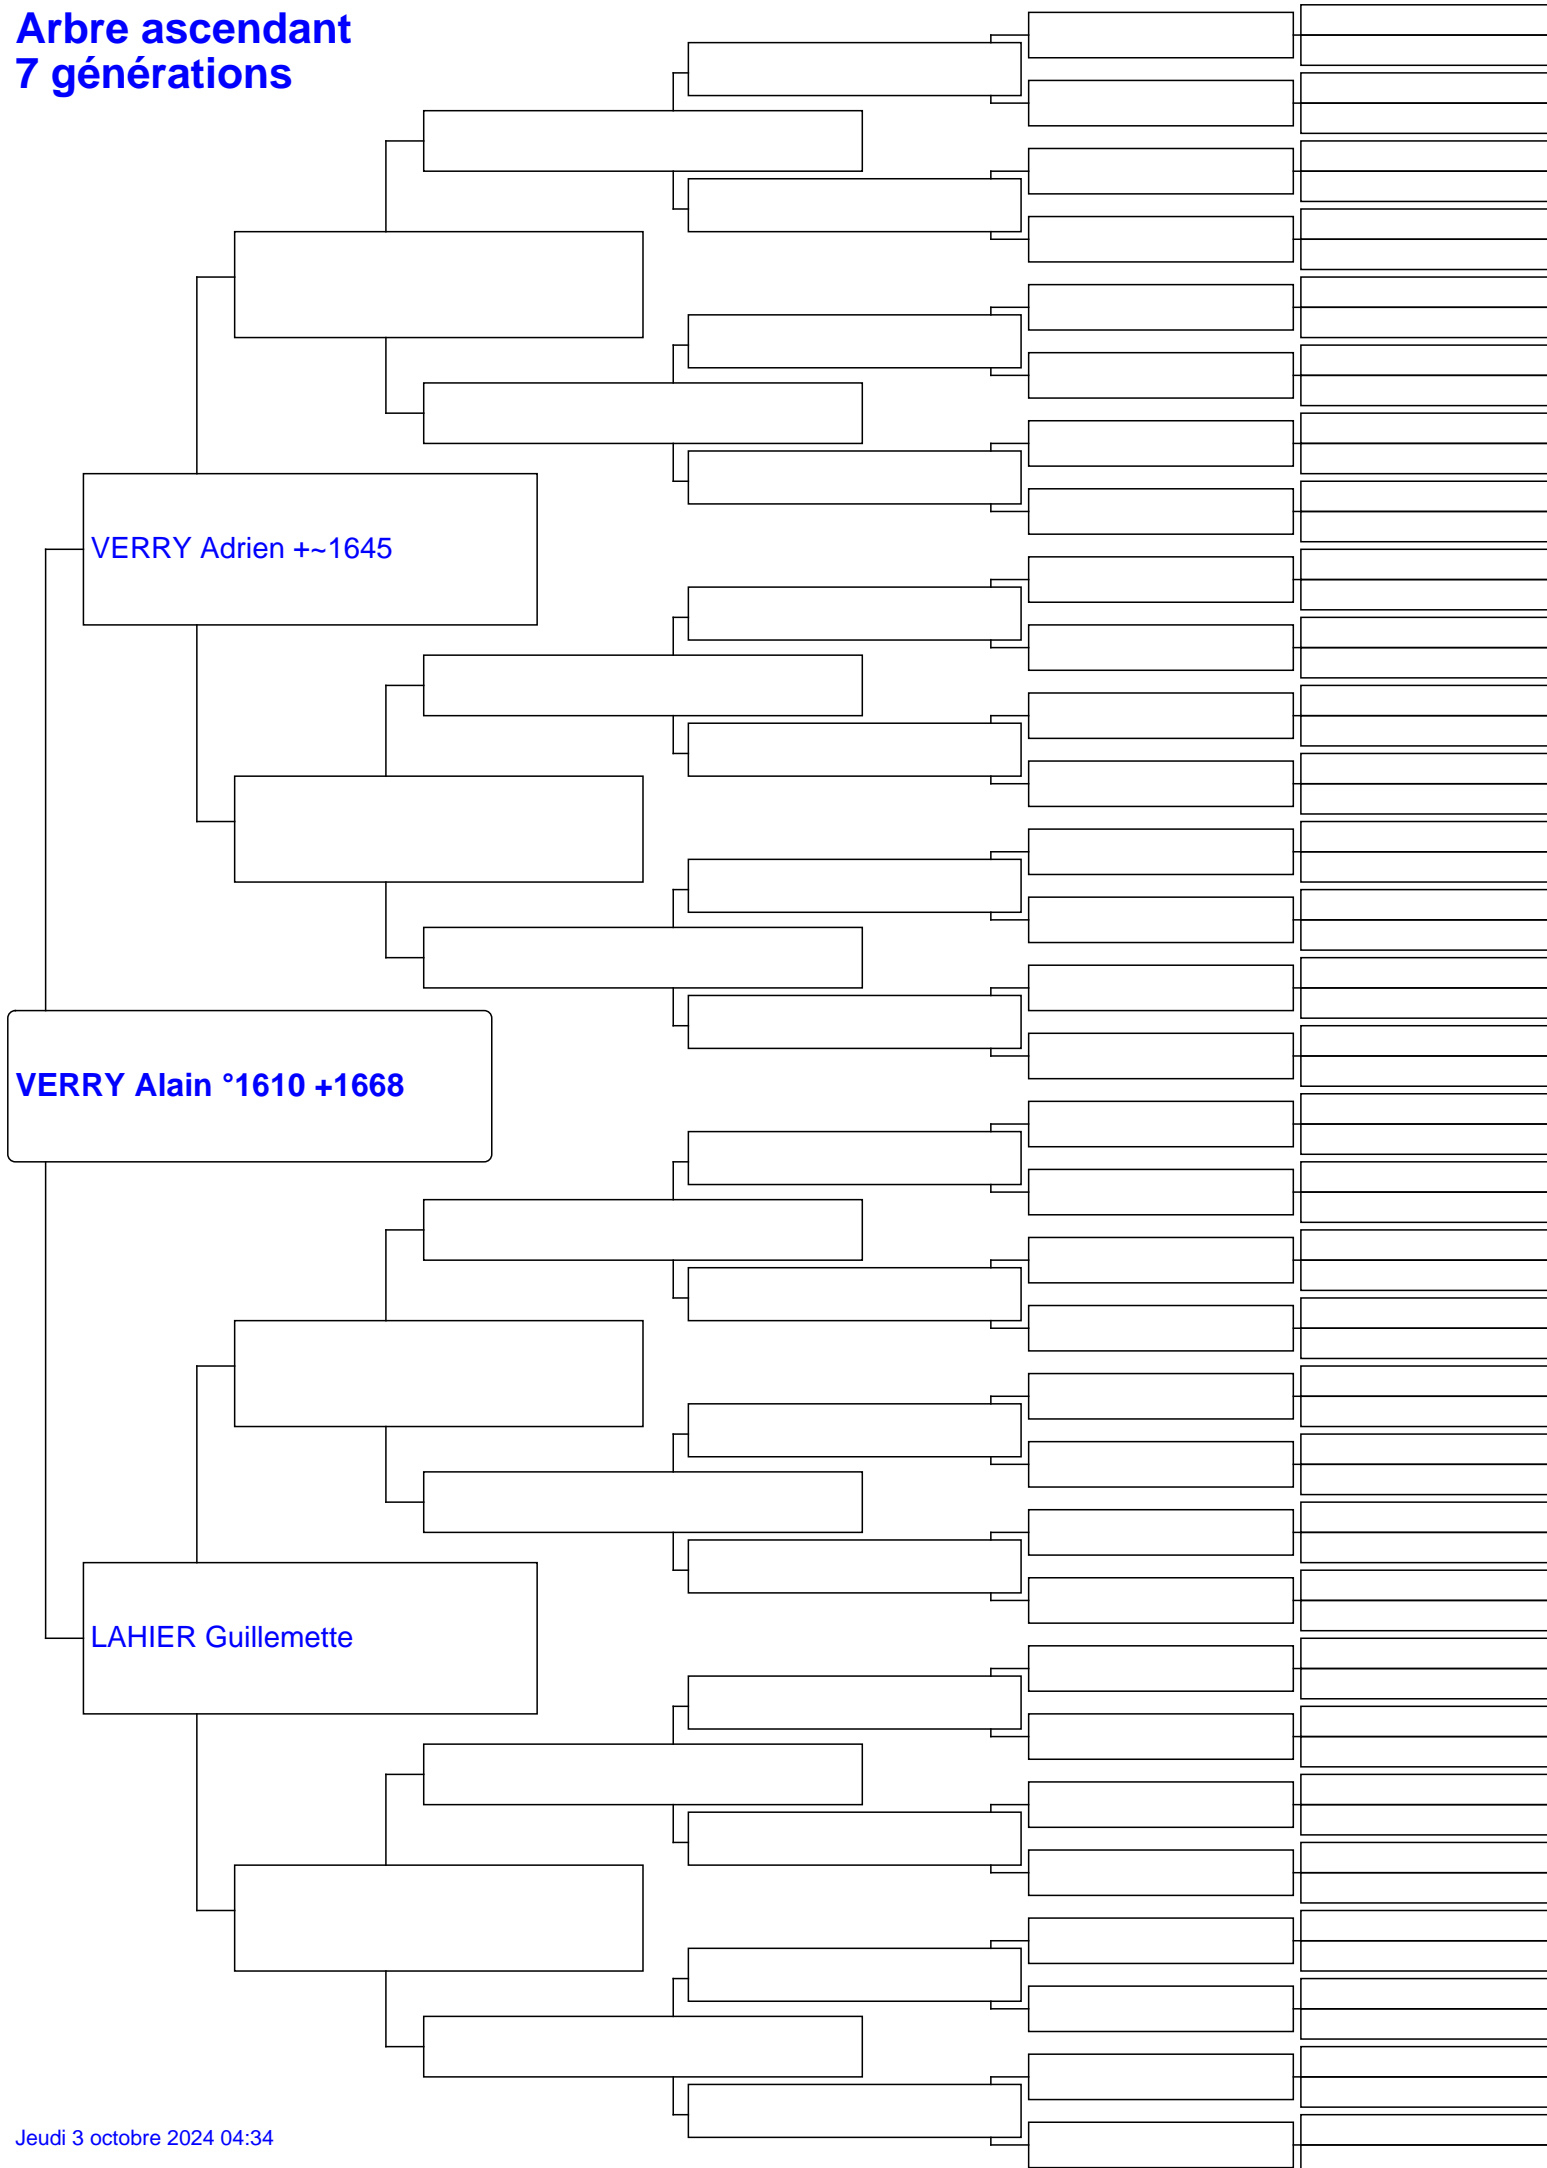 Arbre ascendant
7 générations
VERRY Adrien +~1645
VERRY Alain °1610 +1668
LAHIER Guillemette
Jeudi 3 octobre 2024 04:34